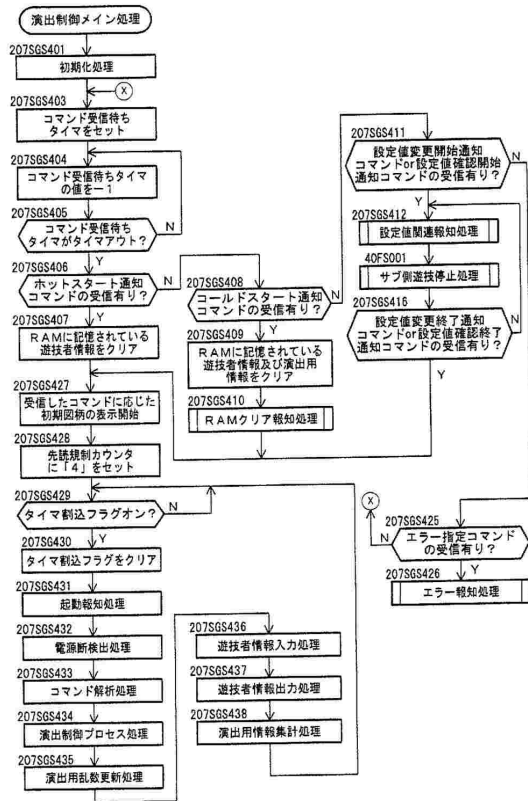 演出制御メイン処理
207SGS401
初期化処理
X
207SGS403
コマンド受信待ち
タイマをセット
207SGS404
コマンド受信待ちタイマ
の値を－1
207SGS405
コマンド受信待ち
タイマがタイムアウト？
N
Y
207SGS406
ホットスタート通知
コマンドの受信有り？
N
Y
207SGS407
RAMに記憶されている
遊技者情報をクリア
207SGS427
受信したコマンドに応じた
初期図柄の表示開始
207SGS428
先読規制カウンタ
に「4」をセット
207SGS429
タイマ割込フラグオン？
N
Y
207SG430
タイマ割込フラグをクリア
207SGS431
起動報知処理
207SGS432
電源断検出処理
207SGS433
コマンド解析処理
207SGS434
演出制御プロセス処理
207SGS435
演出用乱数更新処理
207SGS408
コールドスタート通知
コマンドの受信有り？
N
Y
207SGS409
RAMに記憶されている
遊技者情報及び演出用
情報をクリア
207SGS410
RAMクリア報知処理
207SGS436
遊技者情報入力処理
207SGS437
遊技者情報出力処理
207SGS438
演出用情報集計処理
207SGS411
設定値変更開始通知
コマンドor設定値確認開始
通知コマンドの受信有り？
N
Y
207SGS412
設定値関連報知処理
40FS001
サブ側遊技停止処理
207SGS416
設定値変更終了通知
コマンドor設定値確認終了
通知コマンドの受信有り？
N
Y
X
207SGS425
エラー指定コマンド
の受信有り？
N
Y
207SGS426
エラー報知処理